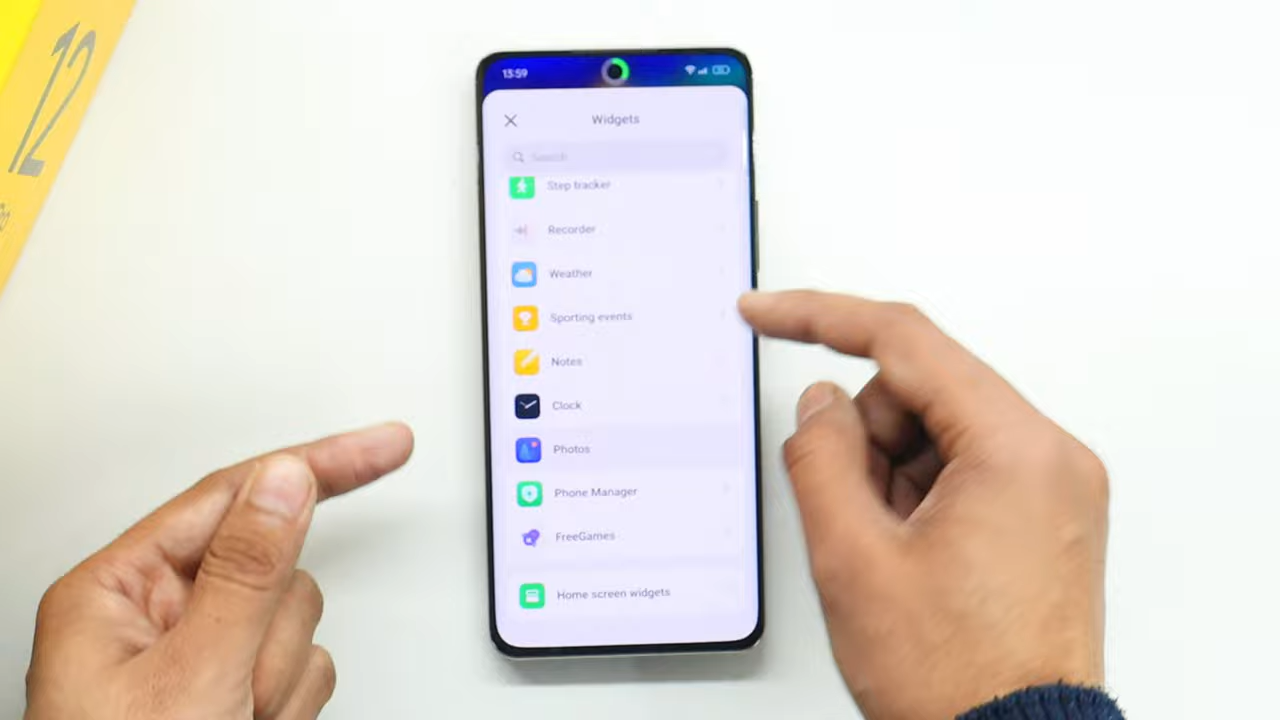 12
13:59
Widgets
Search
Step tracker
Recorder
Weather
Sporting events
Notes
Clock
Photos
Phone Manager
FreeGames
Home screen widgets